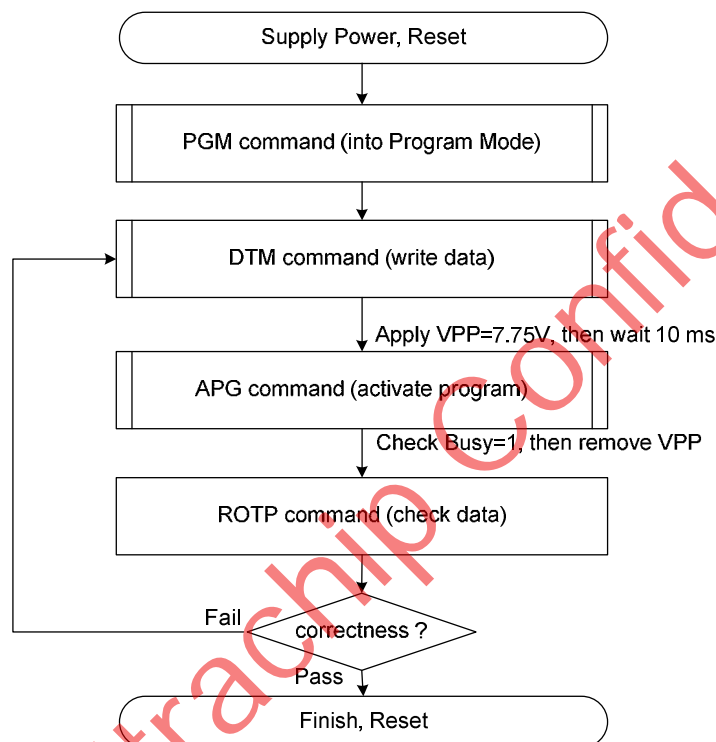 Supply Power, Reset
PGM command (into Program Mode)
DTM command (write data)
Apply VPP=7.75V, then wait 10 ms
APG command (activate program)
Check Busy=1, then remove VPP
ROTP command (check data)
Fail
correctness ?
Pass
Finish, Reset
trachip Confid